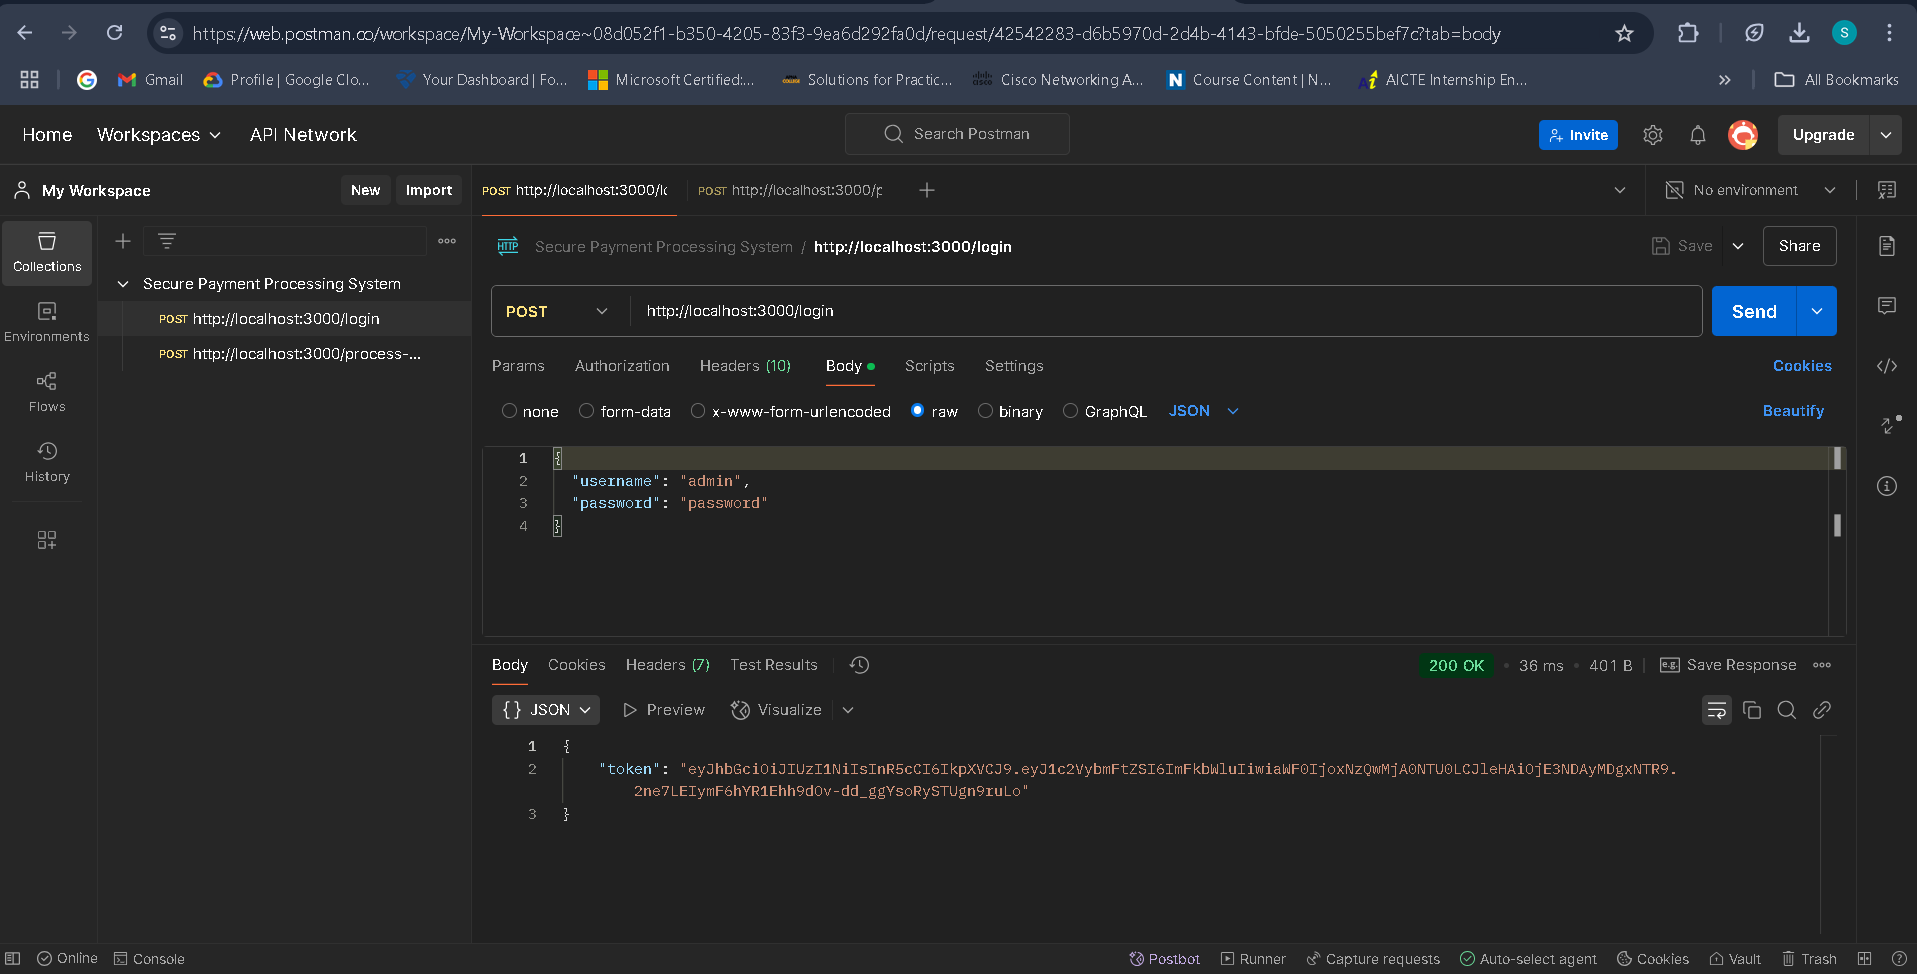 https://web.postman.co/workspace/My-Workspace~08d052f1-b350-4205-83f3-9ea6d292fa0d/request/42542283-d6b5970d-2d4b-4143-bfde-5050255bef7c?tab=body
S
Gmail Profile | Google Clo... Your Dashboard | Fo... Microsoft Certified:... Solutions for Practic... Cisco Networking A... Course Content | N... AICTE Internship En... All Bookmarks
Home Workspaces API Network Search Postman Invite Upgrade
My Workspace New Import POST http://localhost:3000/lo POST http://localhost:3000/p No environment
Collections
Environments
Flows
History
Secure Payment Processing System
POST http://localhost:3000/login
POST http://localhost:3000/process-...
HTTP Secure Payment Processing System / http://localhost:3000/login Save Share
POST http://localhost:3000/login Send
Params Authorization Headers (10) Body Scripts Settings Cookies
none form-data x-www-form-urlencoded raw binary GraphQL JSON Beautify
1 {
2 "username": "admin",
3 "password": "password"
4 }
Body Cookies Headers (7) Test Results 200 OK 36 ms 401 B e.g. Save Response
{} JSON Preview Visualize
1 {
2 "token": "eyJhbGciOiJIUzI1NiIsInR5cCI6IkpXVCJ9.eyJ1c2VybmFtZSI6ImFkbWluIiwiaWF0IjoxNzQwMjA0NTU0LCJleHAiOjE3NDAyMDgxNTR9.
2ne7LEIymF6hYR1Ehh9dOv-dd_ggYsoRySTUgn9ruLo"
3 }
Online Console Postbot Runner Capture requests Auto-select agent Cookies Vault Trash